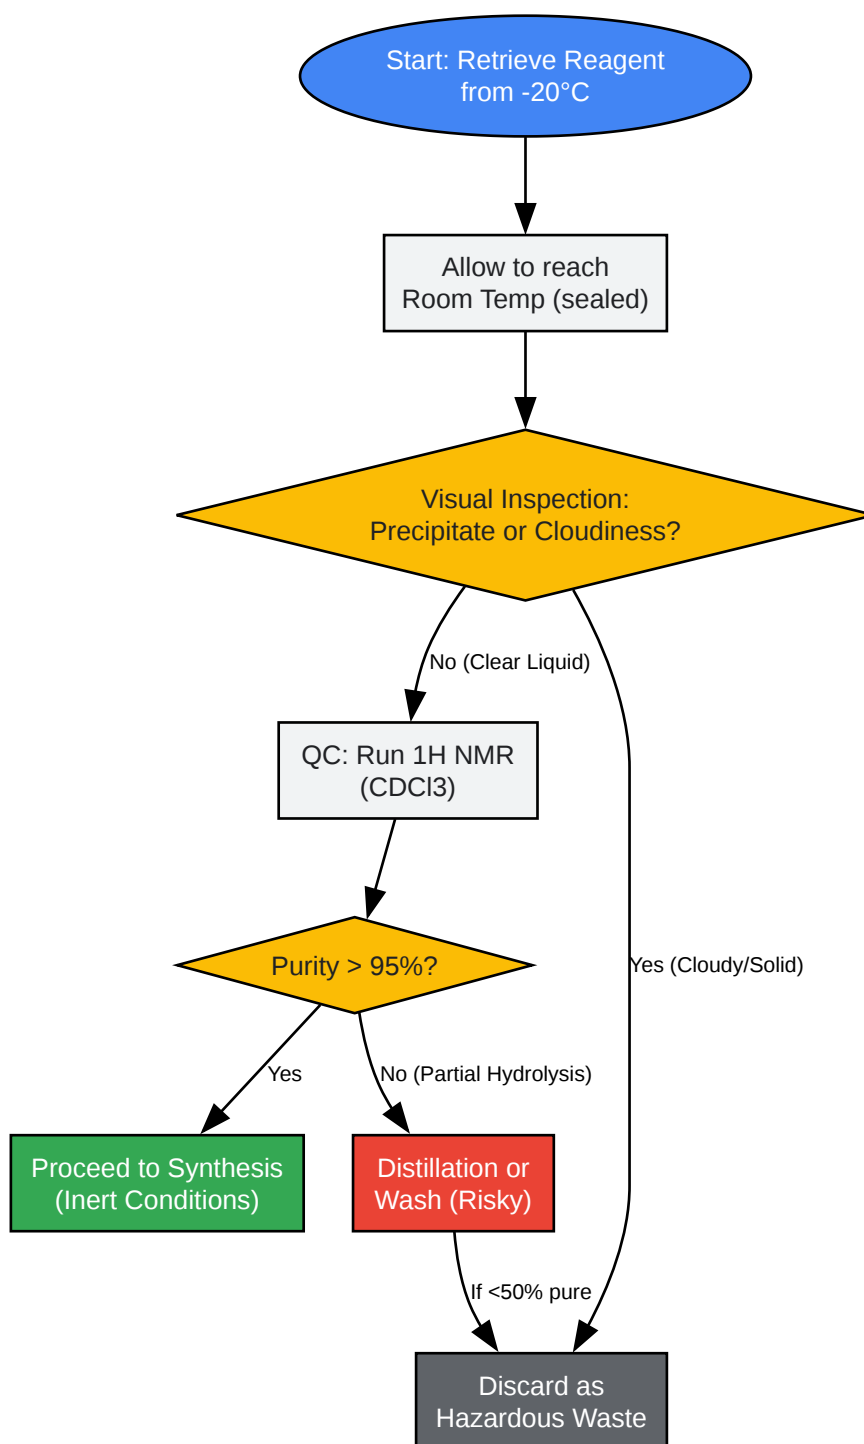 Start: Retrieve Reagent
from -20°C
Allow to reach
Room Temp (sealed)
Visual Inspection:
Precipitate or Cloudiness?
No (Clear Liquid)
QC: Run 1H NMR
(CDCl3)
Purity > 95%?
Yes (Cloudy/Solid)
Yes
No (Partial Hydrolysis)
Proceed to Synthesis
(Inert Conditions)
Distillation or
Wash (Risky)
If <50% pure
Discard as
Hazardous Waste